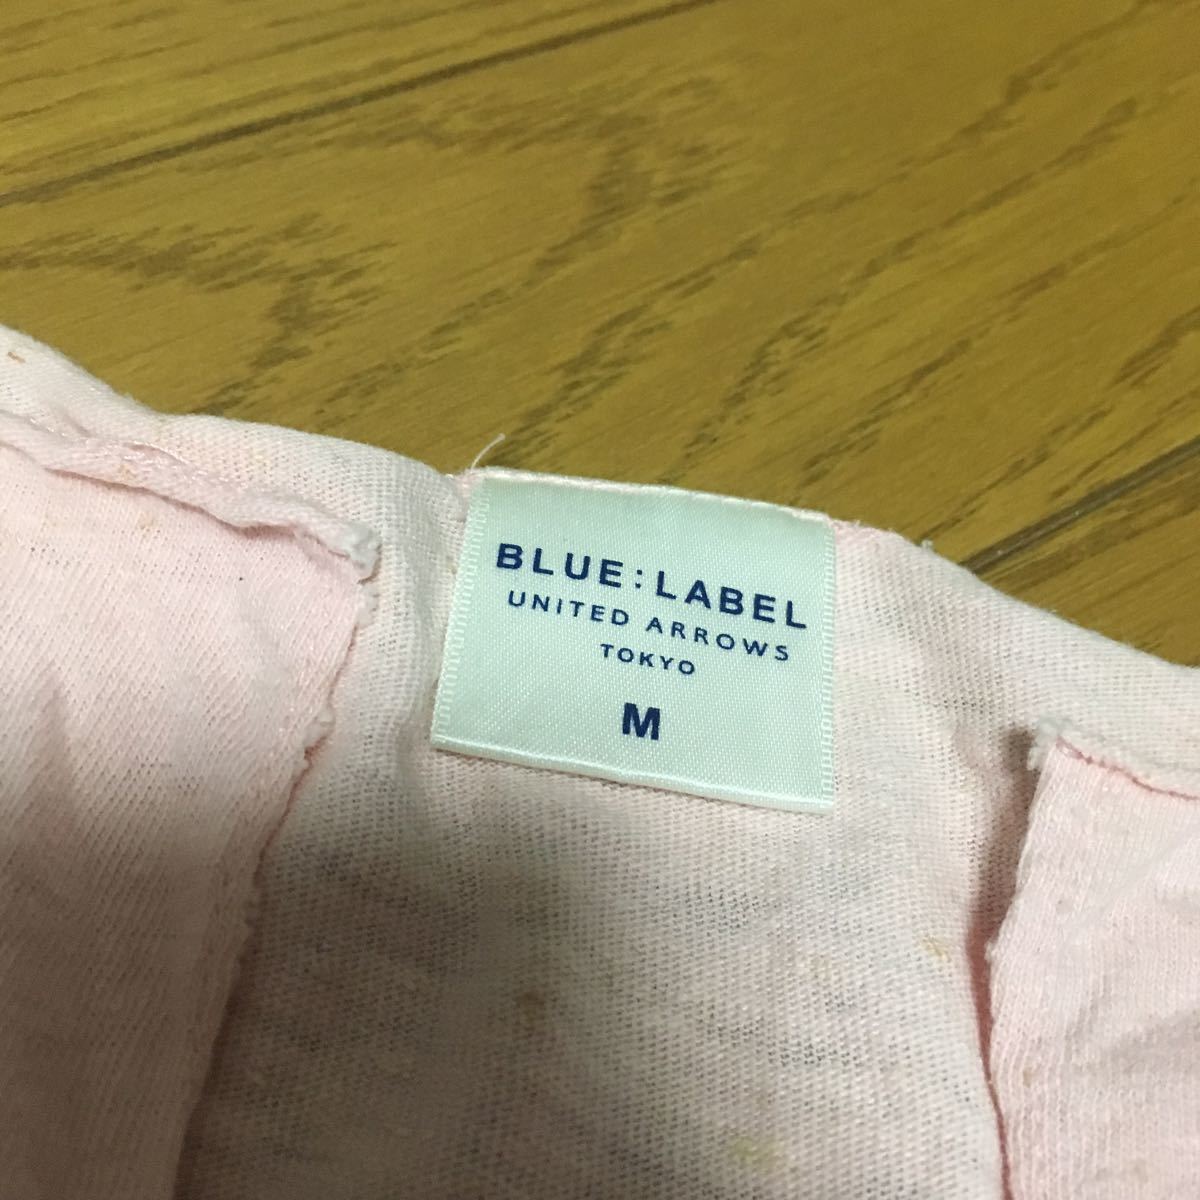 BLUE:LABEL
UNITED ARROWS
TOKYO
M